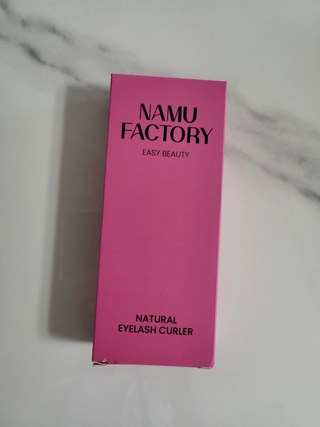 NAMU
FACTORY
EASY BEAUTY
NATURAL
EYELASH CURLER